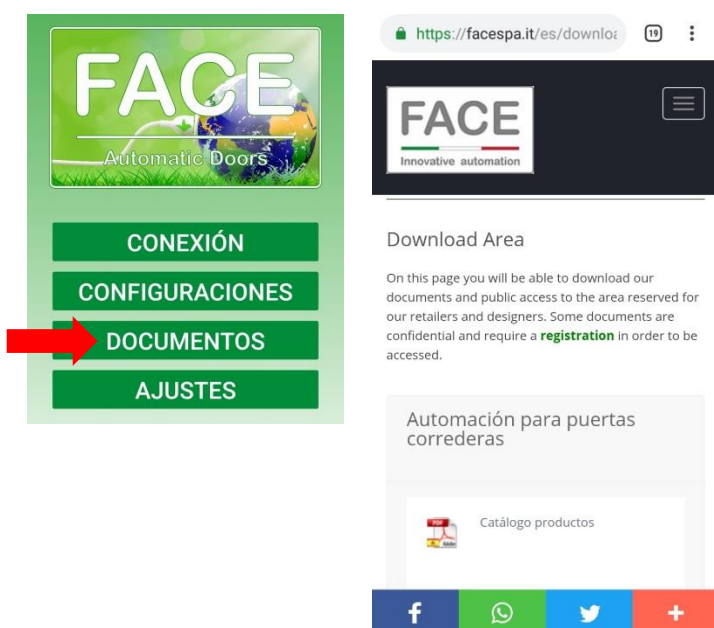 FACE
Automatic Doors
CONEXIÓN
CONFIGURACIONES
DOCUMENTOS
AJUSTES
https://facespa.it/es/downloa
19
FACE
Innovative automation
Download Area
On this page you will be able to download our
documents and public access to the area reserved for
our retailers and designers. Some documents are
confidential and require a registration in order to be
accessed.
Automación para puertas
correderas
PDF
Adobe
Catálogo productos